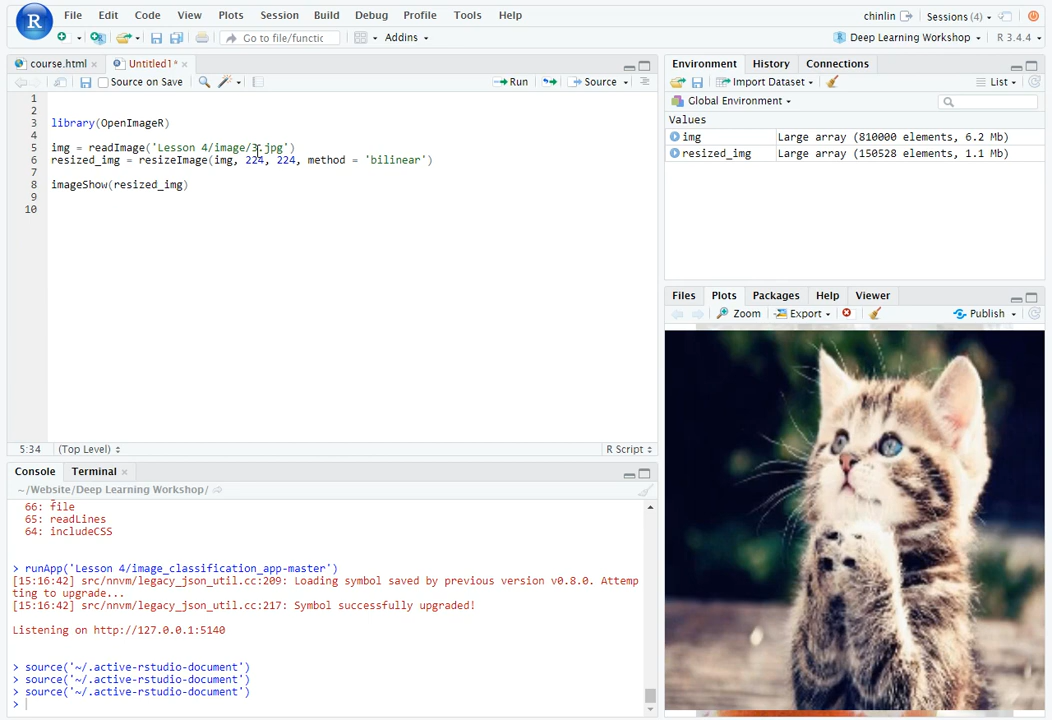 R File Edit Code View Plots Session Build Debug Profile Tools Help chinlin Sessions (4)
Go to file/functic Addins Deep Learning Workshop R 3.4.4
course.html Untitled1*
Source on Save Run Source
1
2
3 library(OpenImageR)
4
5 img = readImage('Lesson 4/image/3.jpg')
6 resized_img = resizeImage(img, 224, 224, method = 'bilinear')
7
8 imageShow(resized_img)
9
10
5:34 (Top Level) R Script
Console Terminal
~/Website/Deep Learning Workshop/
66: file
65: readLines
64: includeCSS
> runApp('Lesson 4/image_classification_app-master')
[15:16:42] src/nnvm/legacy_json_util.cc:209: Loading symbol saved by previous version v0.8.0. Attemp
ting to upgrade...
[15:16:42] src/nnvm/legacy_json_util.cc:217: Symbol successfully upgraded!
Listening on http://127.0.0.1:5140
> source('~/.active-rstudio-document')
> source('~/.active-rstudio-document')
> source('~/.active-rstudio-document')
>
Environment History Connections
Import Dataset List
Global Environment
Values
img Large array (810000 elements, 6.2 Mb)
resized_img Large array (150528 elements, 1.1 Mb)
Files Plots Packages Help Viewer
Zoom Export Publish